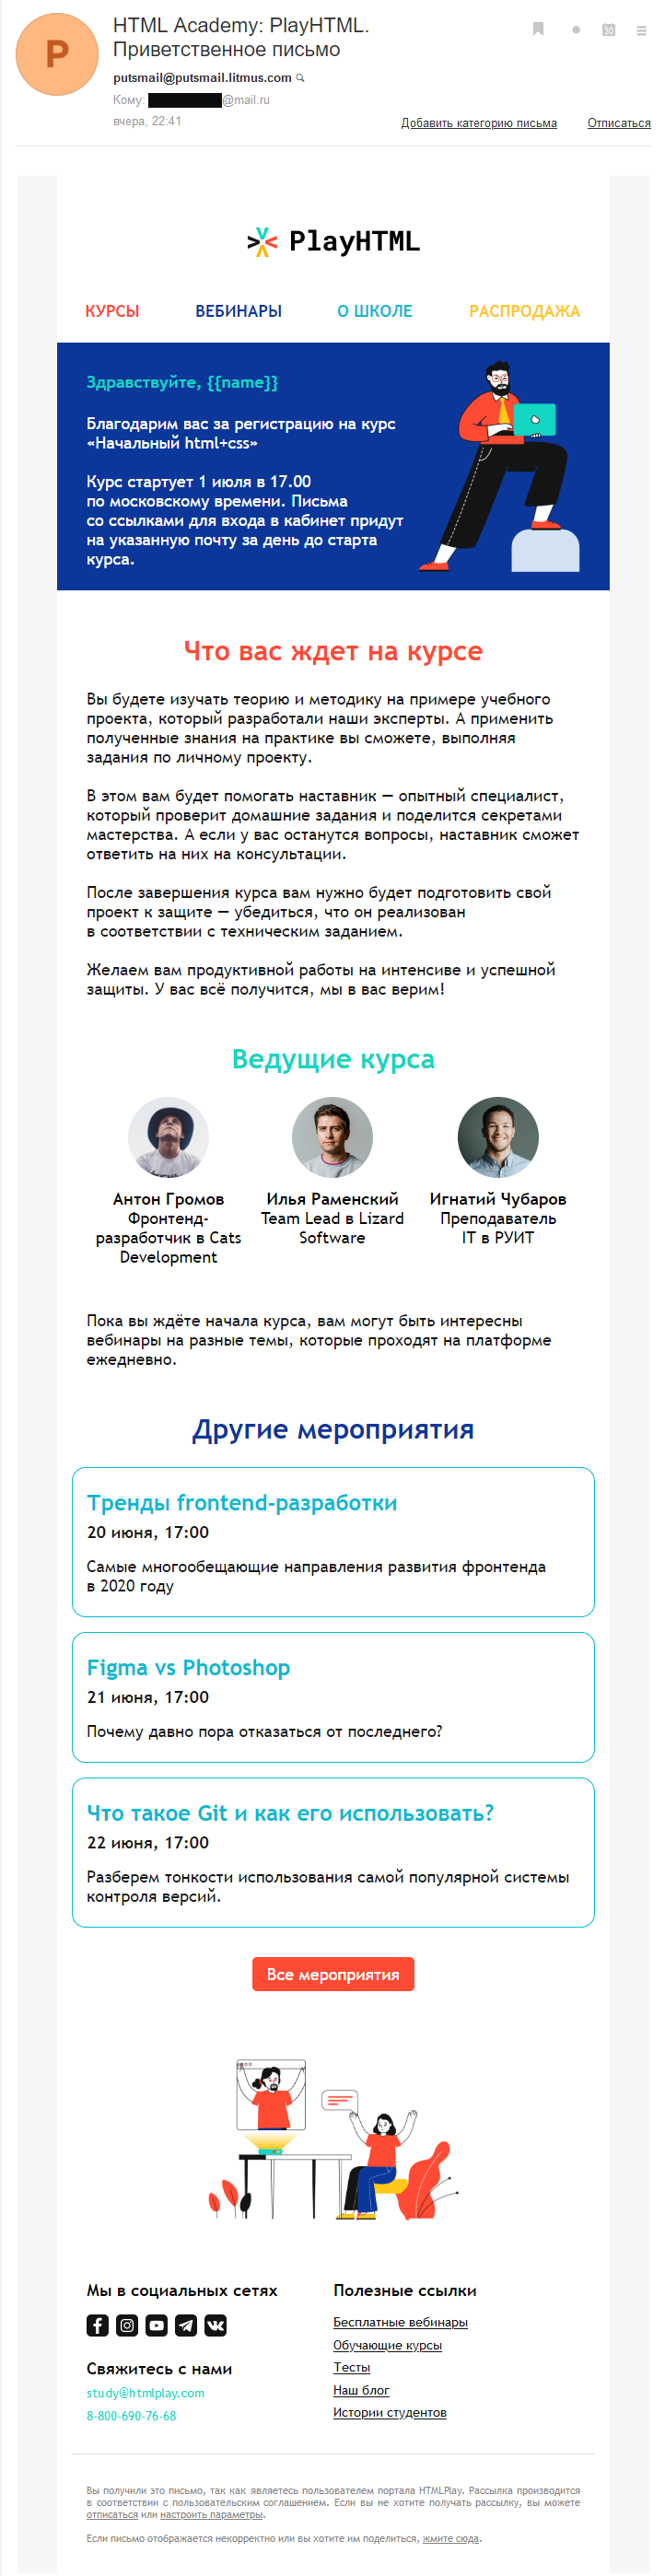 P
HTML Academy: PlayHTML.
Приветственное письмо
putsmail@putsmail.litmus.com
Кому: @mail.ru
вчера, 22:41
Добавить категорию письма Отписаться
PlayHTML
КУРСЫ ВЕБИНАРЫ О ШКОЛЕ РАСПРОДАЖА
Здравствуйте, {{name}}
Благодарим вас за регистрацию на курс
«Начальный html+css»
Курс стартует 1 июля в 17.00
по московскому времени. Письма
со ссылками для входа в кабинет придут
на указанную почту за день до старта
курса.
Что вас ждет на курсе
Вы будете изучать теорию и методику на примере учебного
проекта, который разработали наши эксперты. А применить
полученные знания на практике вы сможете, выполняя
задания по личному проекту.
В этом вам будет помогать наставник — опытный специалист,
который проверит домашние задания и поделится секретами
мастерства. А если у вас останутся вопросы, наставник сможет
ответить на них на консультации.
После завершения курса вам нужно будет подготовить свой
проект к защите — убедиться, что он реализован
в соответствии с техническим заданием.
Желаем вам продуктивной работы на интенсиве и успешной
защиты. У вас всё получится, мы в вас верим!
Ведущие курса
Антон Громов
Фронтенд-
разработчик в Cats
Development
Илья Раменский
Team Lead в Lizard
Software
Игнатий Чубаров
Преподаватель
IT в РУИТ
Пока вы ждёте начала курса, вам могут быть интересны
вебинары на разные темы, которые проходят на платформе
ежедневно.
Другие мероприятия
Тренды frontend-разработки
20 июня, 17:00
Самые многообещающие направления развития фронтенда
в 2020 году
Figma vs Photoshop
21 июня, 17:00
Почему давно пора отказаться от последнего?
Что такое Git и как его использовать?
22 июня, 17:00
Разберем тонкости использования самой популярной системы
контроля версий.
Все мероприятия
Мы в социальных сетях
Свяжитесь с нами
study@htmlplay.com
8-800-690-76-68
Полезные ссылки
Бесплатные вебинары
Обучающие курсы
Тесты
Наш блог
Истории студентов
Вы получили это письмо, так как являетесь пользователем портала HTMLPlay. Рассылка производится
в соответствии с пользовательским соглашением. Если вы не хотите получать рассылку, вы можете
отписаться или настроить параметры.
Если письмо отображается некорректно или вы хотите им поделиться, жмите сюда.